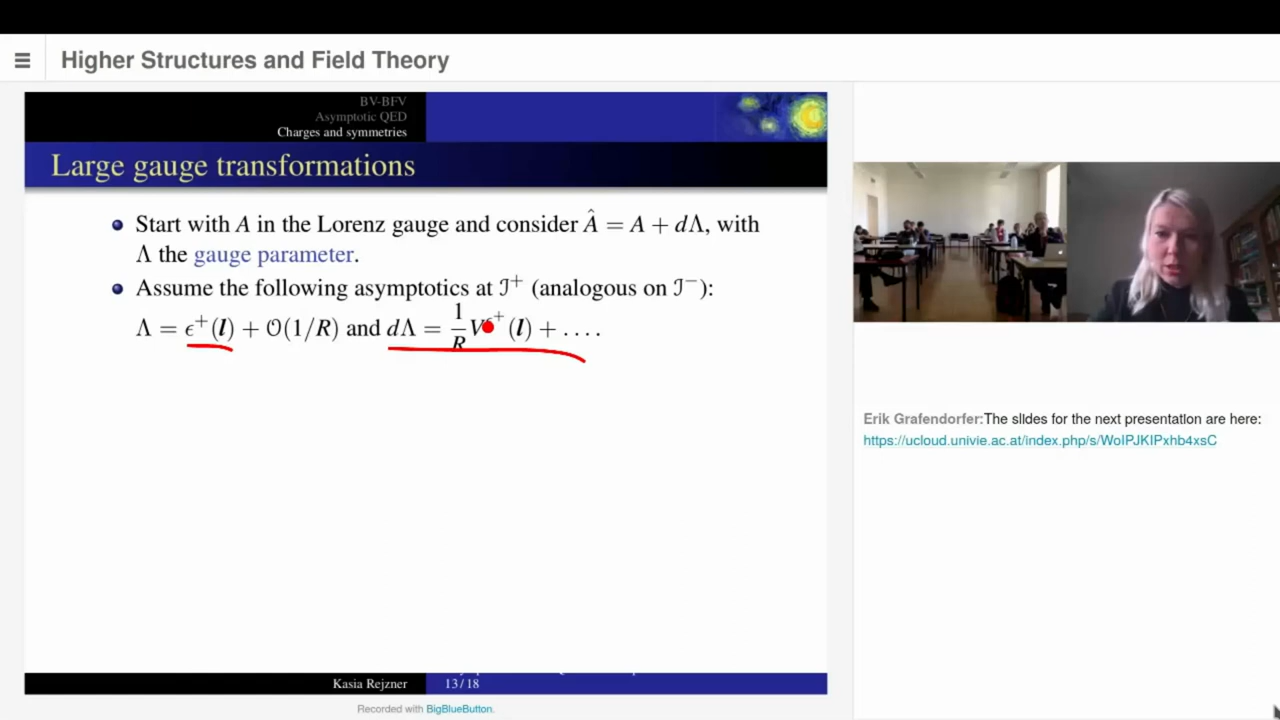 Higher Structures and Field Theory
BV-BFV
Asymptotic QED
Charges and symmetries
Large gauge transformations
Start with A in the Lorenz gauge and consider Â = A + dΛ, with
Λ the gauge parameter.
Assume the following asymptotics at ℐ⁺ (analogous on ℐ⁻):
Λ = ϵ⁺(l) + O(1/R) and dΛ = 1/R V ⁺(l) + ….
Kasia Rejzner
13 / 18
Recorded with BigBlueButton.
Erik Grafendorfer:The slides for the next presentation are here:
https://ucloud.univie.ac.at/index.php/s/WoIPJKIPxhb4xsC